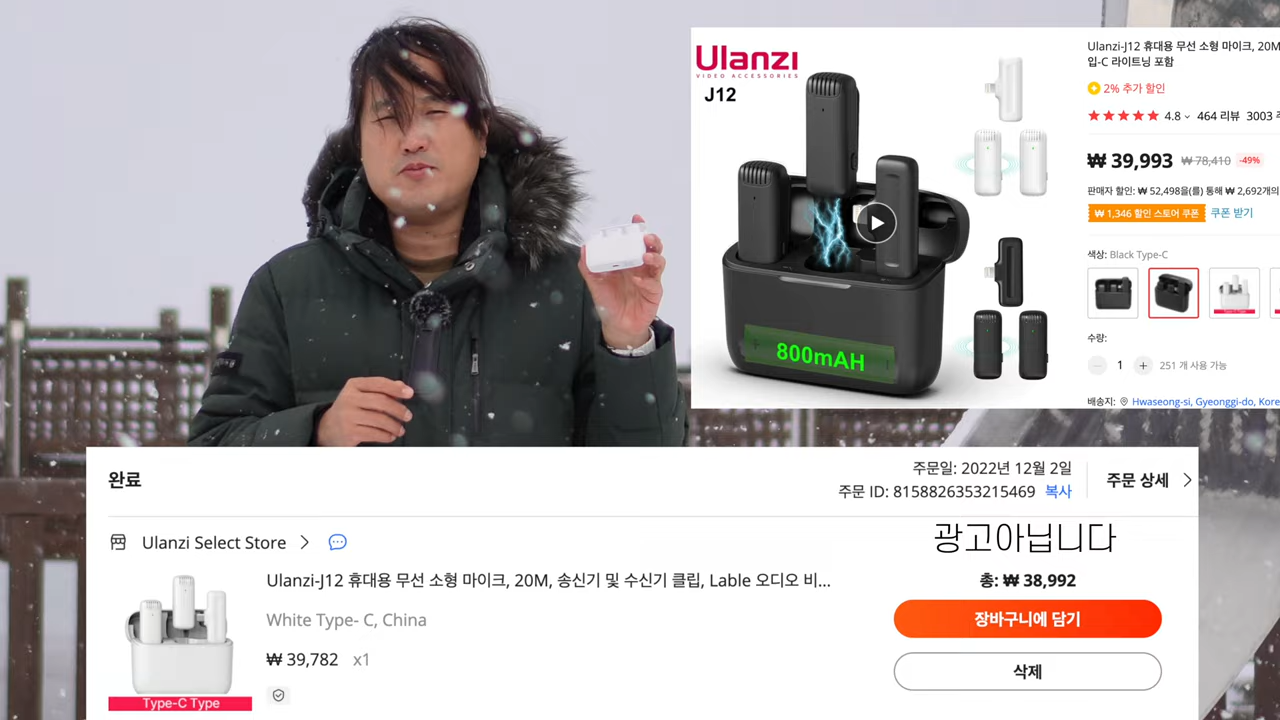 Ulanzi
VIDEO ACCESSORIES
J12
800mAH
Ulanzi-J12 휴대용 무선 소형 마이크, 20M
입-C 라이트닝 포함
2% 추가 할인
4.8 464 리뷰 3003
₩ 39,993 ₩ 78,410 -49%
판매자 할인: ₩ 52,498을(를) 통해 ₩ 2,692개의
₩ 1,346 할인 스토어 쿠폰 쿠폰 받기
색상: Black Type-C
수량:
1 251 개 사용 가능
배송지: Hwaseong-si, Gyeonggi-do, Kore
완료
주문일: 2022년 12월 2일
주문 ID: 8158826353215469 복사
주문 상세
Ulanzi Select Store
광고아닙니다
Ulanzi-J12 휴대용 무선 소형 마이크, 20M, 송신기 및 수신기 클립, Lable 오디오 비...
White Type- C, China
₩ 39,782 x1
Type-C Type
총: ₩ 38,992
장바구니에 담기
삭제